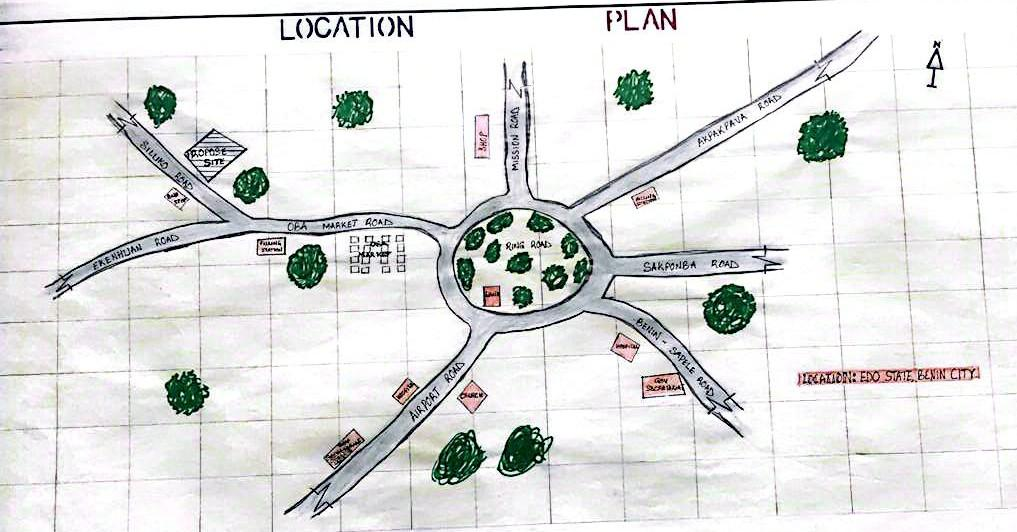 LOCATION PLAN
N
SHOP
MISSION ROAD
AKPAKPAVA ROAD
PROPOSE
SITE
SILUKO ROAD
BUS
STOP
OBA MARKET ROAD
EKENHUAN ROAD
FILLING
STATION
OBA
MARKET
RING ROAD
SAKPONBA ROAD
BENIN - SAPELE ROAD
HOSPITAL
GOV
SECRETARIAT
AIRPORT ROAD
CHURCH
LOCATION: EDO STATE, BENIN CITY